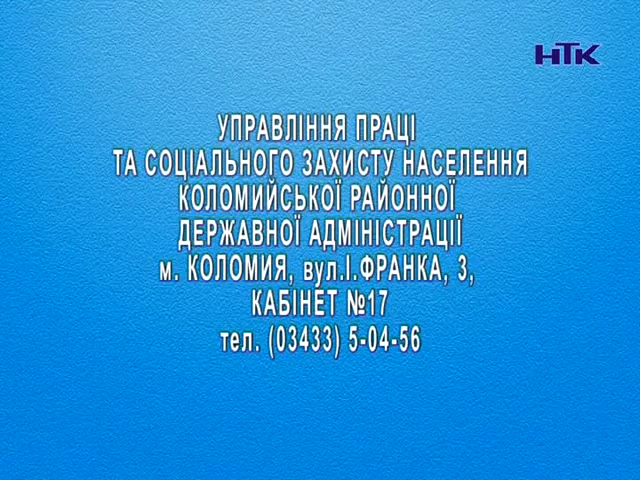 НТК
УПРАВЛІННЯ ПРАЦІ
ТА СОЦІАЛЬНОГО ЗАХИСТУ НАСЕЛЕННЯ
КОЛОМИЙСЬКОЇ РАЙОННОЇ
ДЕРЖАВНОЇ АДМІНІСТРАЦІЇ
м. КОЛОМИЯ, вул.І.ФРАНКА, 3,
КАБІНЕТ №17
тел. (03433) 5-04-56